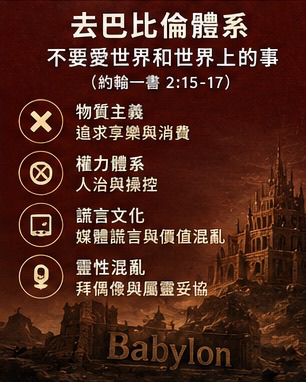 去巴比倫體系
不要愛世界和世界上的事
（約翰一書 2:15-17）
物質主義
追求享樂與消費
權力體系
人治與操控
謊言文化
媒體謊言與價值混亂
靈性混亂
拜偶像與屬靈妥協
Babylon